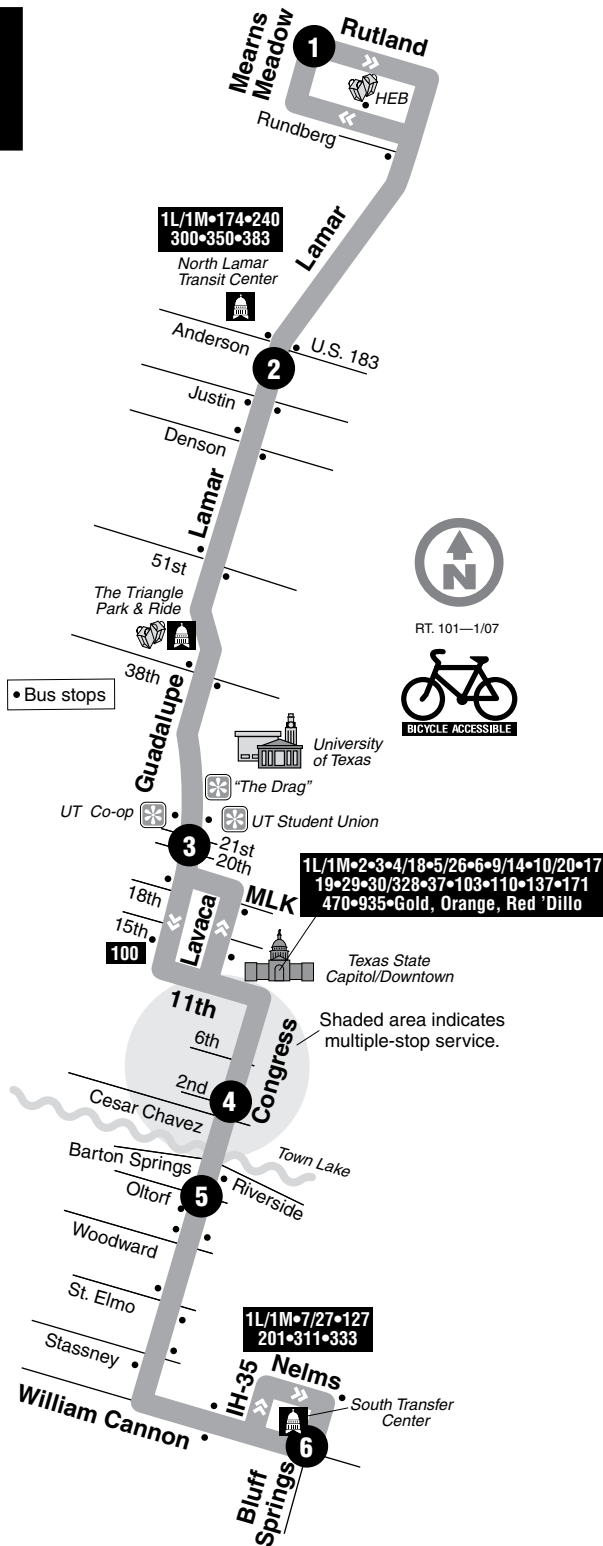 Mearns
Meadow
1
Rutland
HEB
Rundberg
1L/1M•174•240
300•350•383
North Lamar
Transit Center
Lamar
Anderson
U.S. 183
2
Justin
Denson
Lamar
51st
The Triangle
Park & Ride
38th
N
RT. 101—1/07
BICYCLE ACCESSIBLE
• Bus stops
Guadalupe
University
of Texas
"The Drag"
UT Co-op
UT Student Union
3
21st
20th
18th
15th
100
Lavaca
MLK
1L/1M•2•3•4/18•5/26•6•9/14•10/20•17
19•29•30/328•37•103•110•137•171
470•935•Gold, Orange, Red ’Dillo
Texas State
Capitol/Downtown
11th
Shaded area indicates
multiple-stop service.
6th
Congress
2nd
4
Cesar Chavez
Town Lake
Barton Springs
5
Riverside
Oltorf
Woodward
St. Elmo
Stassney
1L/1M•7/27•127
201•311•333
IH-35
Nelms
South Transfer
Center
William Cannon
6
Bluff
Springs